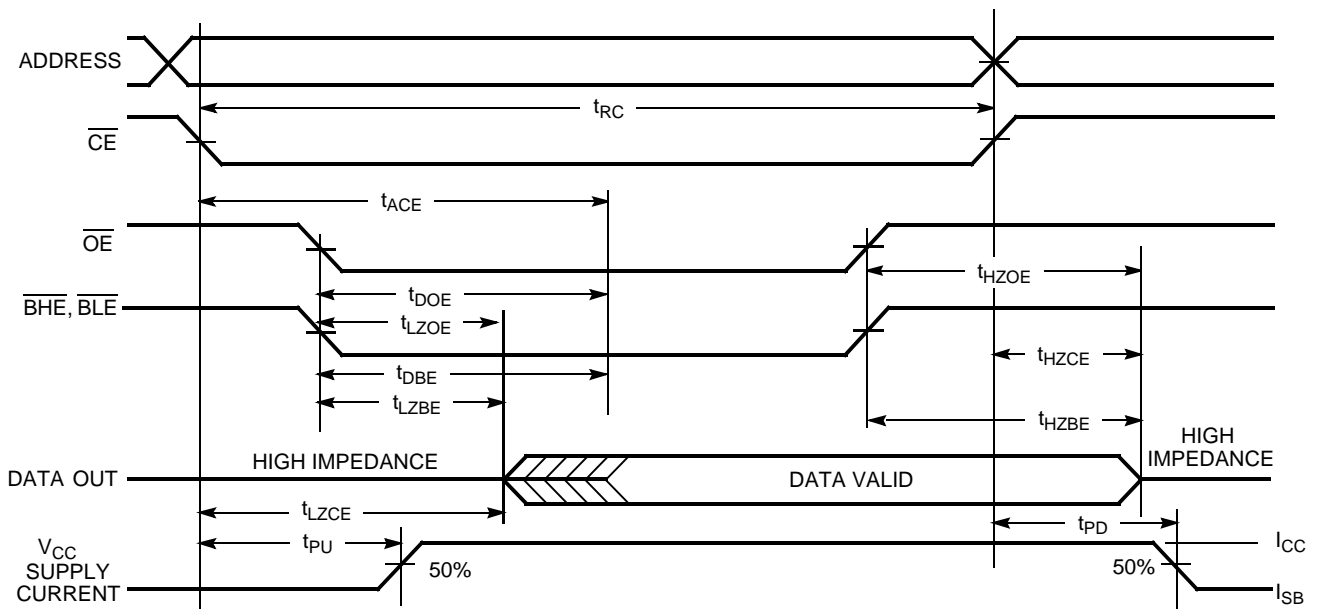 ADDRESS
tRC
CE
tACE
OE
tHZOE
tDOE
BHE, BLE
tLZOE
tHZCE
tDBE
tLZBE
tHZBE
HIGH IMPEDANCE
HIGH
IMPEDANCE
DATA OUT
DATA VALID
tLZCE
tPD
VCC
SUPPLY
CURRENT
tPU
50%
50%
ICC
ISB